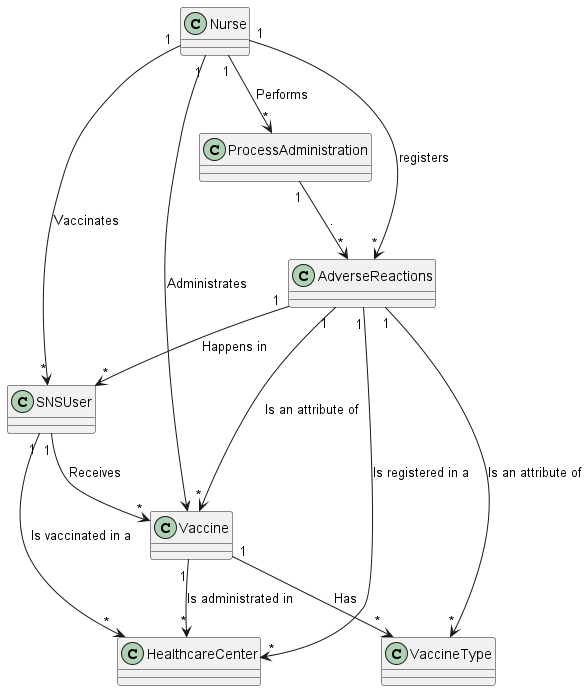 C Nurse
1
1
1
1
Performs
*
C ProcessAdministration
registers
1
Vaccinates
.
*
*
C AdverseReactions
Administrates
1
1
1
1
Happens in
*
*
C SNSUser
Is an attribute of
1
1
Receives
Is registered in a
Is an attribute of
*
*
*
C Vaccine
Is vaccinated in a
1
1
Is administrated in
Has
*
*
*
*
*
C HealthcareCenter
C VaccineType